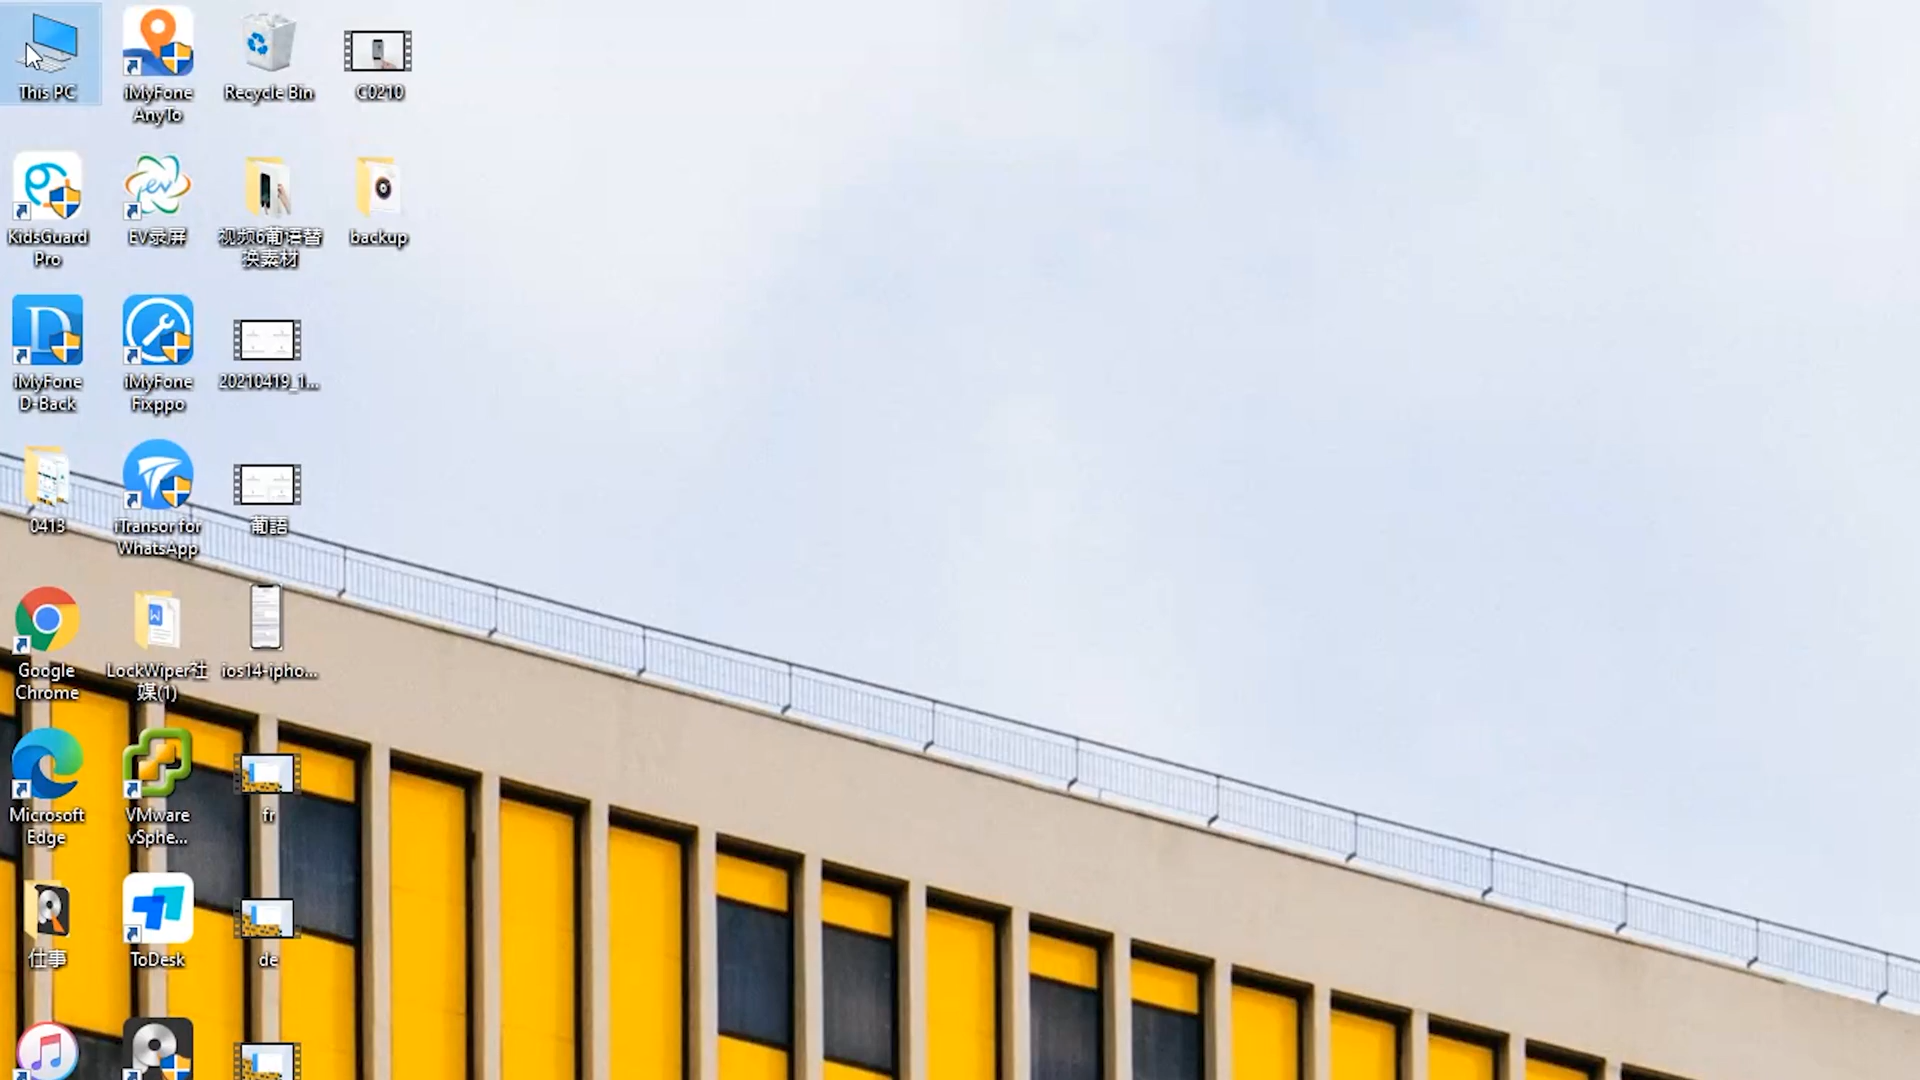 This PC
iMyFone
AnyTo
Recycle Bin
C0210
KidsGuard
Pro
EV录屏
视频6葡语替
换素材
backup
iMyFone
D-Back
iMyFone
Fixppo
20210419_1...
0413
iTransor for
WhatsApp
葡語
Google
Chrome
LockWiper社
媒(1)
ios14-ipho...
Microsoft
Edge
VMware
vSphe...
fr
仕事
ToDesk
de